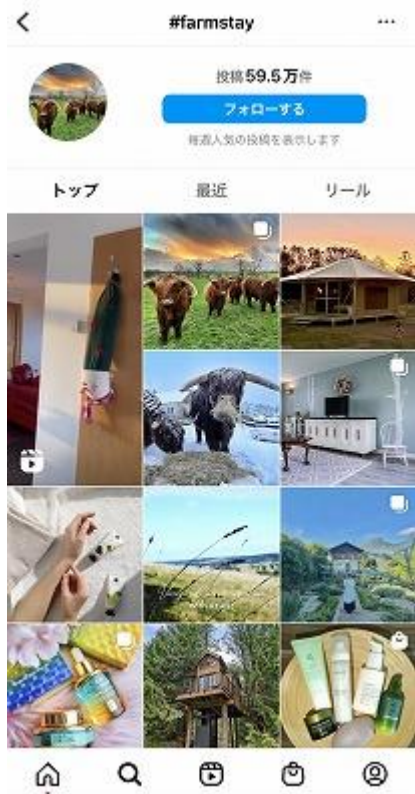 #farmstay
投稿59.5万件
フォローする
毎週人気の投稿を表示します
トップ
最近
リール